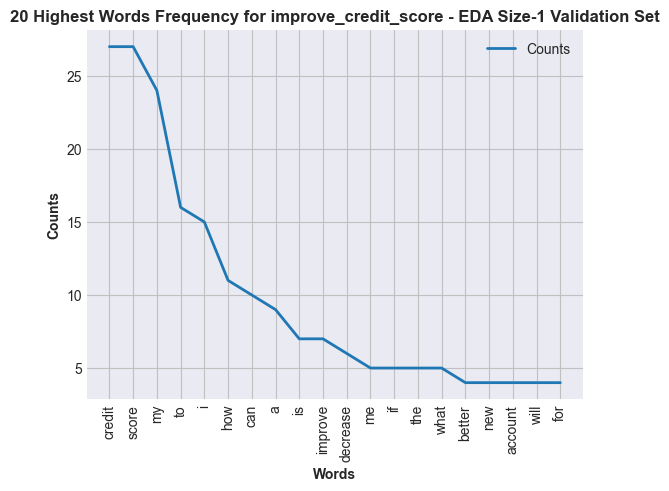 20 Highest Words Frequency for improve_credit_score - EDA Size-1 Validation Set
Counts
25
20
15
10
5
Counts
credit
score
my
to
i
how
can
a
is
improve
decrease
me
if
the
what
better
new
account
will
for
Words